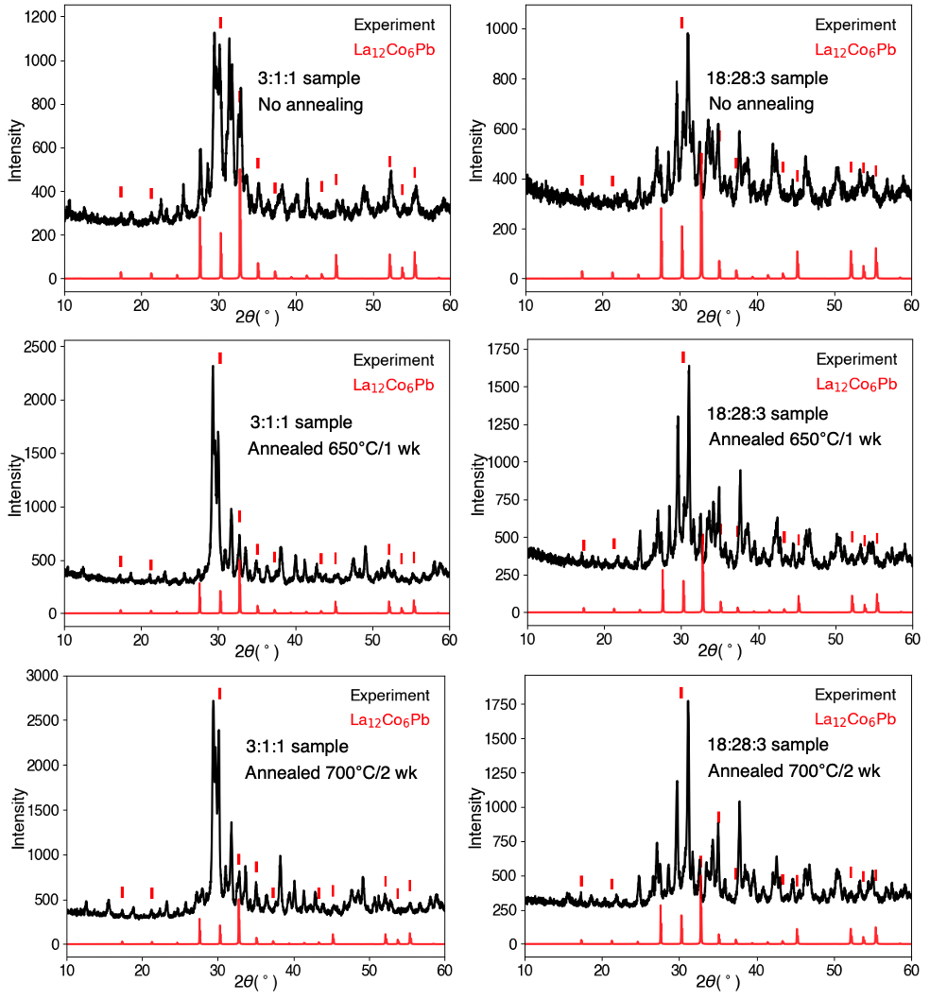 1200
1000
800
600
400
200
0
10 20 30 40 50 60
Intensity
2θ(°)
Experiment
La₁₂Co₆Pb
3:1:1 sample
No annealing
1000
800
600
400
200
0
10 20 30 40 50 60
Intensity
2θ(°)
Experiment
La₁₂Co₆Pb
18:28:3 sample
No annealing
2500
2000
1500
1000
500
0
10 20 30 40 50 60
Intensity
2θ(°)
Experiment
La₁₂Co₆Pb
3:1:1 sample
Annealed 650°C/1 wk
1750
1500
1250
1000
750
500
250
0
10 20 30 40 50 60
Intensity
2θ(°)
Experiment
La₁₂Co₆Pb
18:28:3 sample
Annealed 650°C/1 wk
3000
2500
2000
1500
1000
500
0
10 20 30 40 50 60
Intensity
2θ(°)
Experiment
La₁₂Co₆Pb
3:1:1 sample
Annealed 700°C/2 wk
1750
1500
1250
1000
750
500
250
0
10 20 30 40 50 60
Intensity
2θ(°)
Experiment
La₁₂Co₆Pb
18:28:3 sample
Annealed 700°C/2 wk